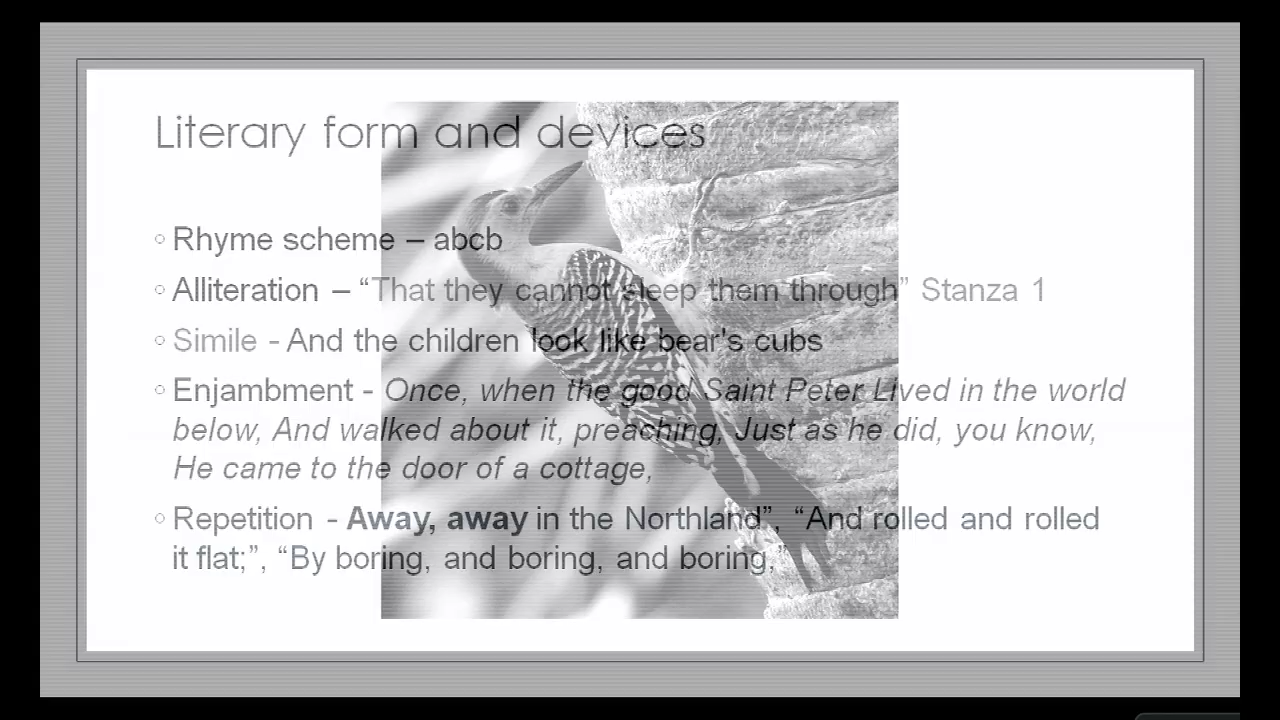 Literary form and devices
○ Rhyme scheme – abcb
○ Alliteration – “That they cannot sleep them through” Stanza 1
○ Simile - And the children look like bear's cubs
○ Enjambment - Once, when the good Saint Peter Lived in the world
below, And walked about it, preaching, Just as he did, you know,
He came to the door of a cottage,
○ Repetition - Away, away in the Northland”, “And rolled and rolled
it flat;”, “By boring, and boring, and boring,”